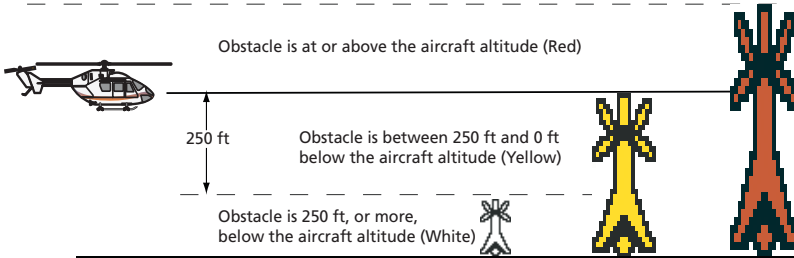 Obstacle is at or above the aircraft altitude (Red)
250 ft
Obstacle is between 250 ft and 0 ft
below the aircraft altitude (Yellow)
Obstacle is 250 ft, or more,
below the aircraft altitude (White)